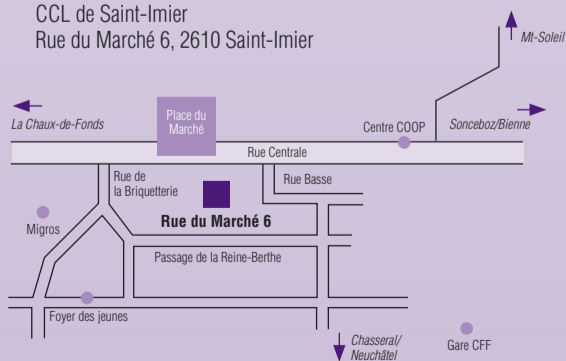 CCL de Saint-Imier
Rue du Marché 6, 2610 Saint-Imier
Mt-Soleil
La Chaux-de-Fonds
Place du
Marché
Centre COOP
Sonceboz/Bienne
Rue Centrale
Rue de
la Briquetterie
Rue Basse
Rue du Marché 6
Migros
Passage de la Reine-Berthe
Foyer des jeunes
Chasseral/
Neuchâtel
Gare CFF